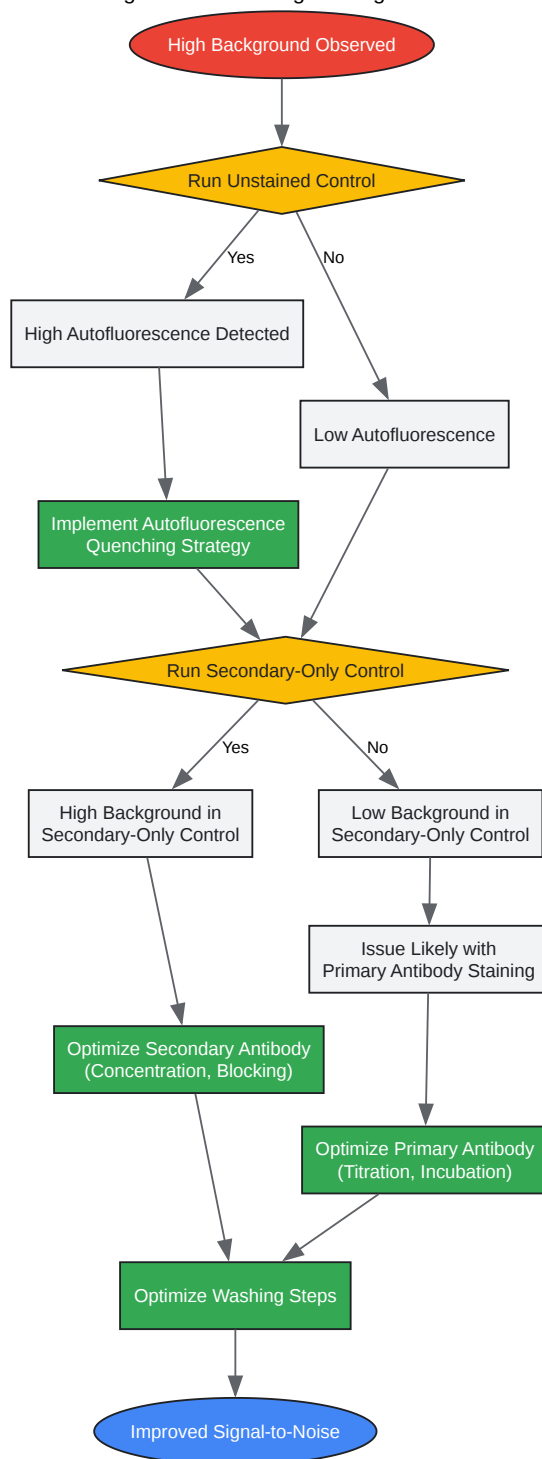 High Background Observed
Run Unstained Control
Yes
No
High Autofluorescence Detected
Low Autofluorescence
Implement Autofluorescence
Quenching Strategy
Run Secondary-Only Control
Yes
No
High Background in
Secondary-Only Control
Low Background in
Secondary-Only Control
Issue Likely with
Primary Antibody Staining
Optimize Secondary Antibody
(Concentration, Blocking)
Optimize Primary Antibody
(Titration, Incubation)
Optimize Washing Steps
Improved Signal-to-Noise